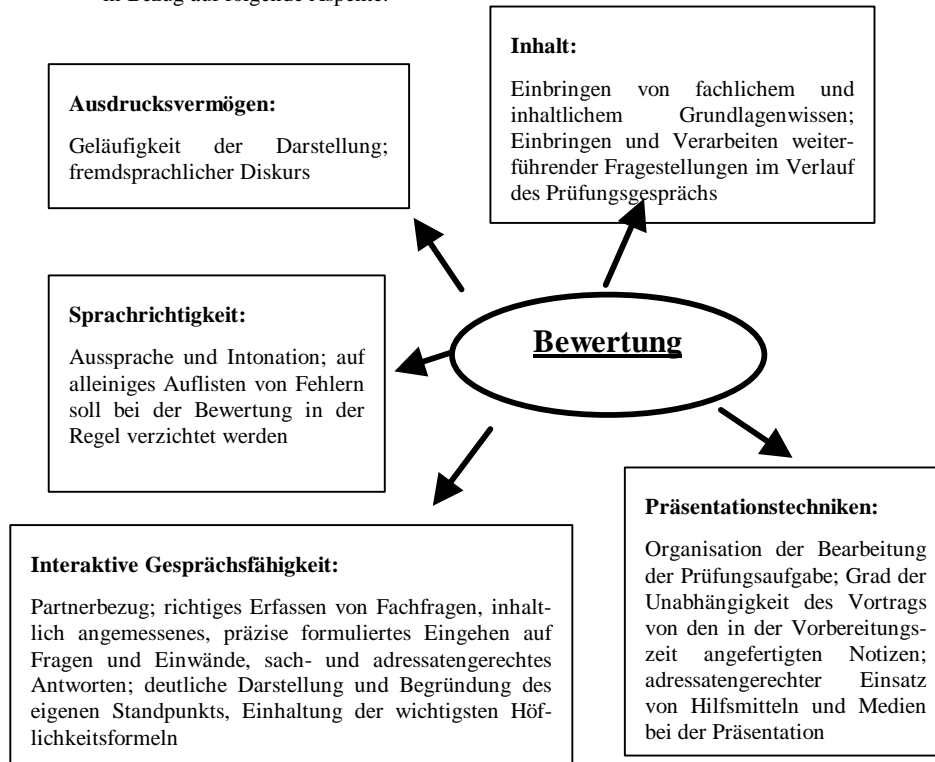 in Bezug auf folgende Aspekte:
Inhalt:
Einbringen von fachlichem und
inhaltlichem Grundlagenwissen;
Einbringen und Verarbeiten weiter-
führender Fragestellungen im Verlauf
des Prüfungsgesprächs
Ausdrucksvermögen:
Geläufigkeit der Darstellung;
fremdsprachlicher Diskurs
Sprachrichtigkeit:
Aussprache und Intonation; auf
alleiniges Auflisten von Fehlern
soll bei der Bewertung in der
Regel verzichtet werden
Bewertung
Interaktive Gesprächsfähigkeit:
Partnerbezug; richtiges Erfassen von Fachfragen, inhalt-
lich angemessenes, präzise formuliertes Eingehen auf
Fragen und Einwände, sach- und adressatengerechtes
Antworten; deutliche Darstellung und Begründung des
eigenen Standpunkts, Einhaltung der wichtigsten Höf-
lichkeitsformeln
Präsentationstechniken:
Organisation der Bearbeitung
der Prüfungsaufgabe; Grad der
Unabhängigkeit des Vortrags
von den in der Vorbereitungs-
zeit angefertigten Notizen;
adressatengerechter Einsatz
von Hilfsmitteln und Medien
bei der Präsentation